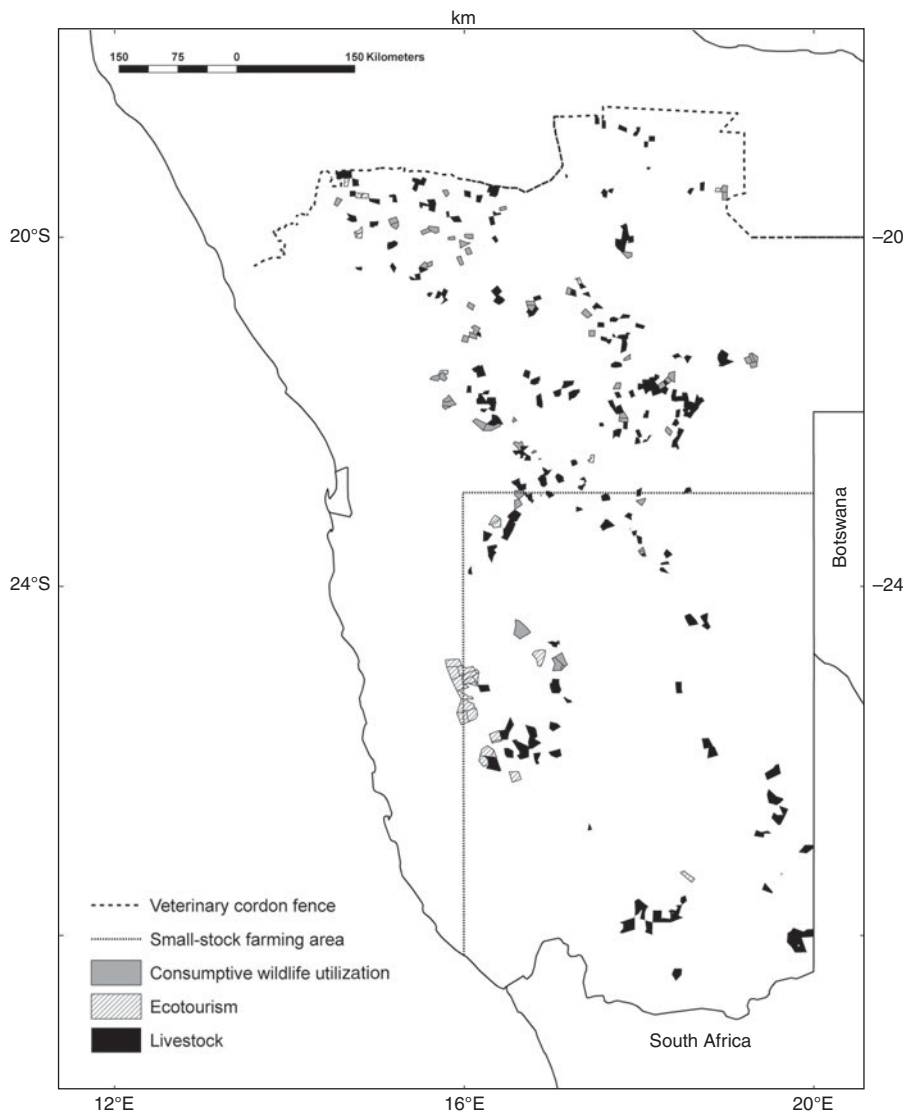 km
150 75 0 150 Kilometers
20°S
–20
Botswana
24°S
–24
Veterinary cordon fence
Small-stock farming area
Consumptive wildlife utilization
Ecotourism
Livestock
South Africa
12°E 16°E 20°E